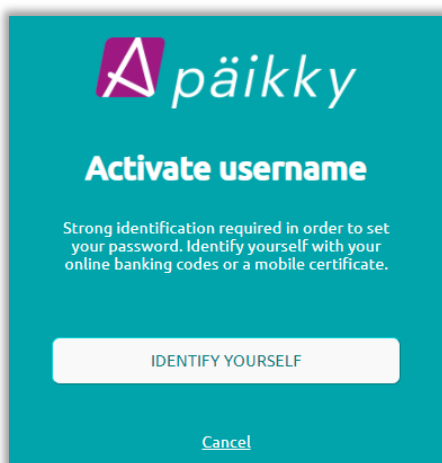 A päikky
Activate username
Strong identification required in order to set
your password. Identify yourself with your
online banking codes or a mobile certificate.
IDENTIFY YOURSELF
Cancel